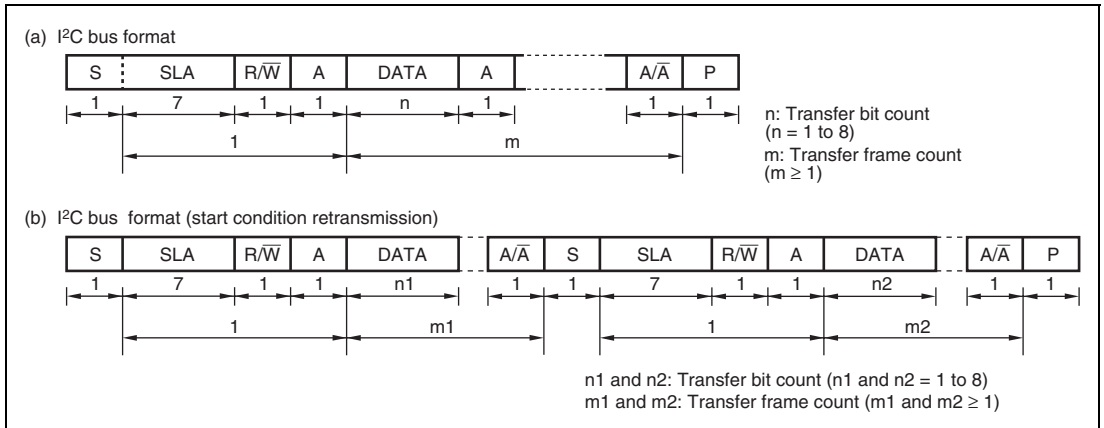 (a) I²C bus format
S SLA R/W̅ A DATA A A/A̅ P
1 7 1 1 n 1 1 1
1 m
n: Transfer bit count
(n = 1 to 8)
m: Transfer frame count
(m ≥ 1)
(b) I²C bus format (start condition retransmission)
S SLA R/W̅ A DATA A/A̅ S SLA R/W̅ A DATA A/A̅ P
1 7 1 1 n1 1 1 7 1 1 n2 1 1
1 m1 1 m2
n1 and n2: Transfer bit count (n1 and n2 = 1 to 8)
m1 and m2: Transfer frame count (m1 and m2 ≥ 1)